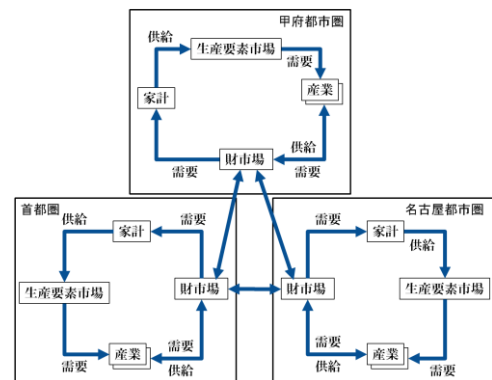 甲府都市圏
供給
生産要素市場
需要
家計
産業
供給
財市場
需要
需要
首都圏
供給
家計
需要
生産要素市場
財市場
需要
産業
需要
供給
名古屋都市圏
需要
家計
供給
財市場
生産要素市場
需要
供給
産業
需要